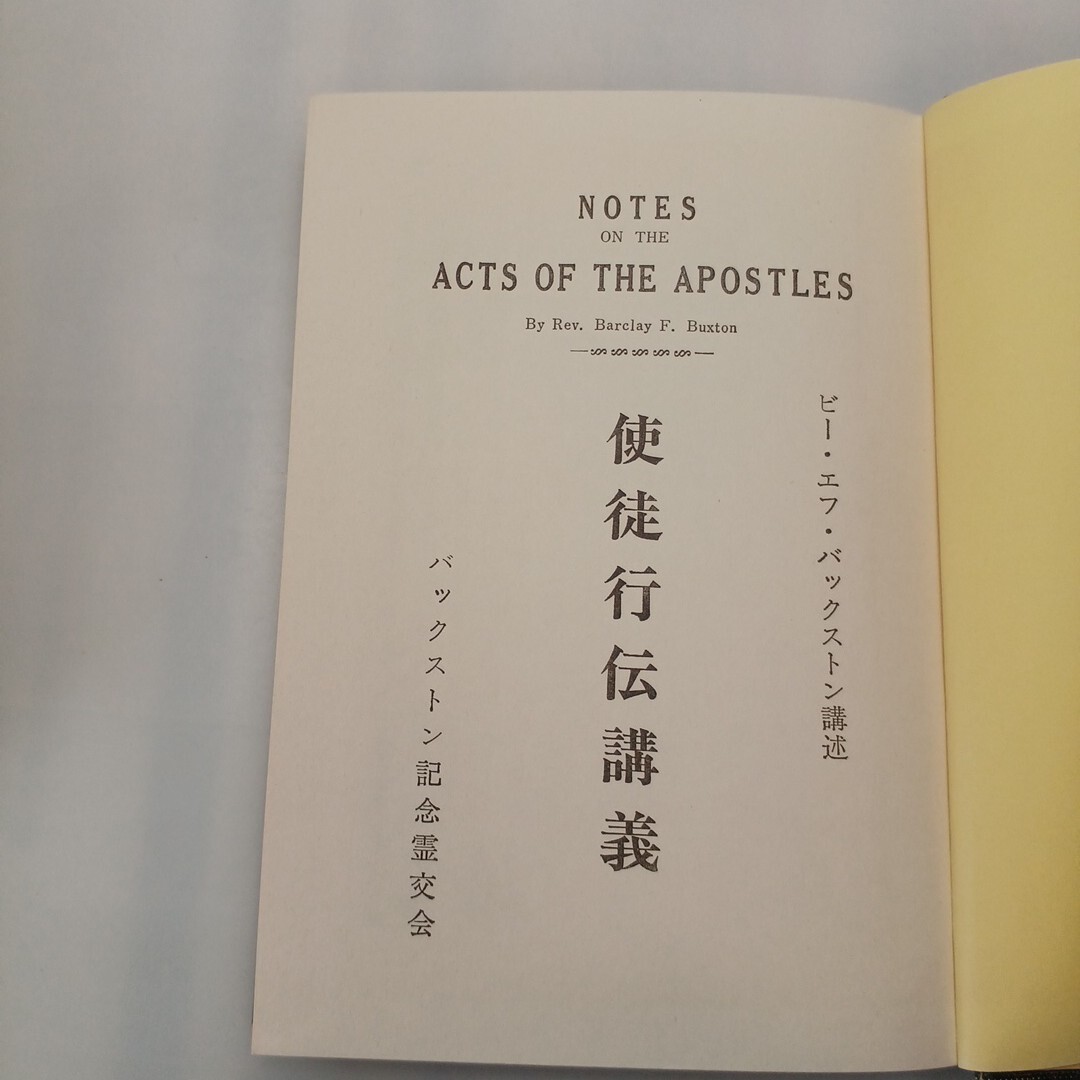 NOTES
ON THE
ACTS OF THE APOSTLES
By Rev. Barclay F. Buxton
ビー・エフ・バックストン講述
使徒行伝講義
バックストン記念霊交会